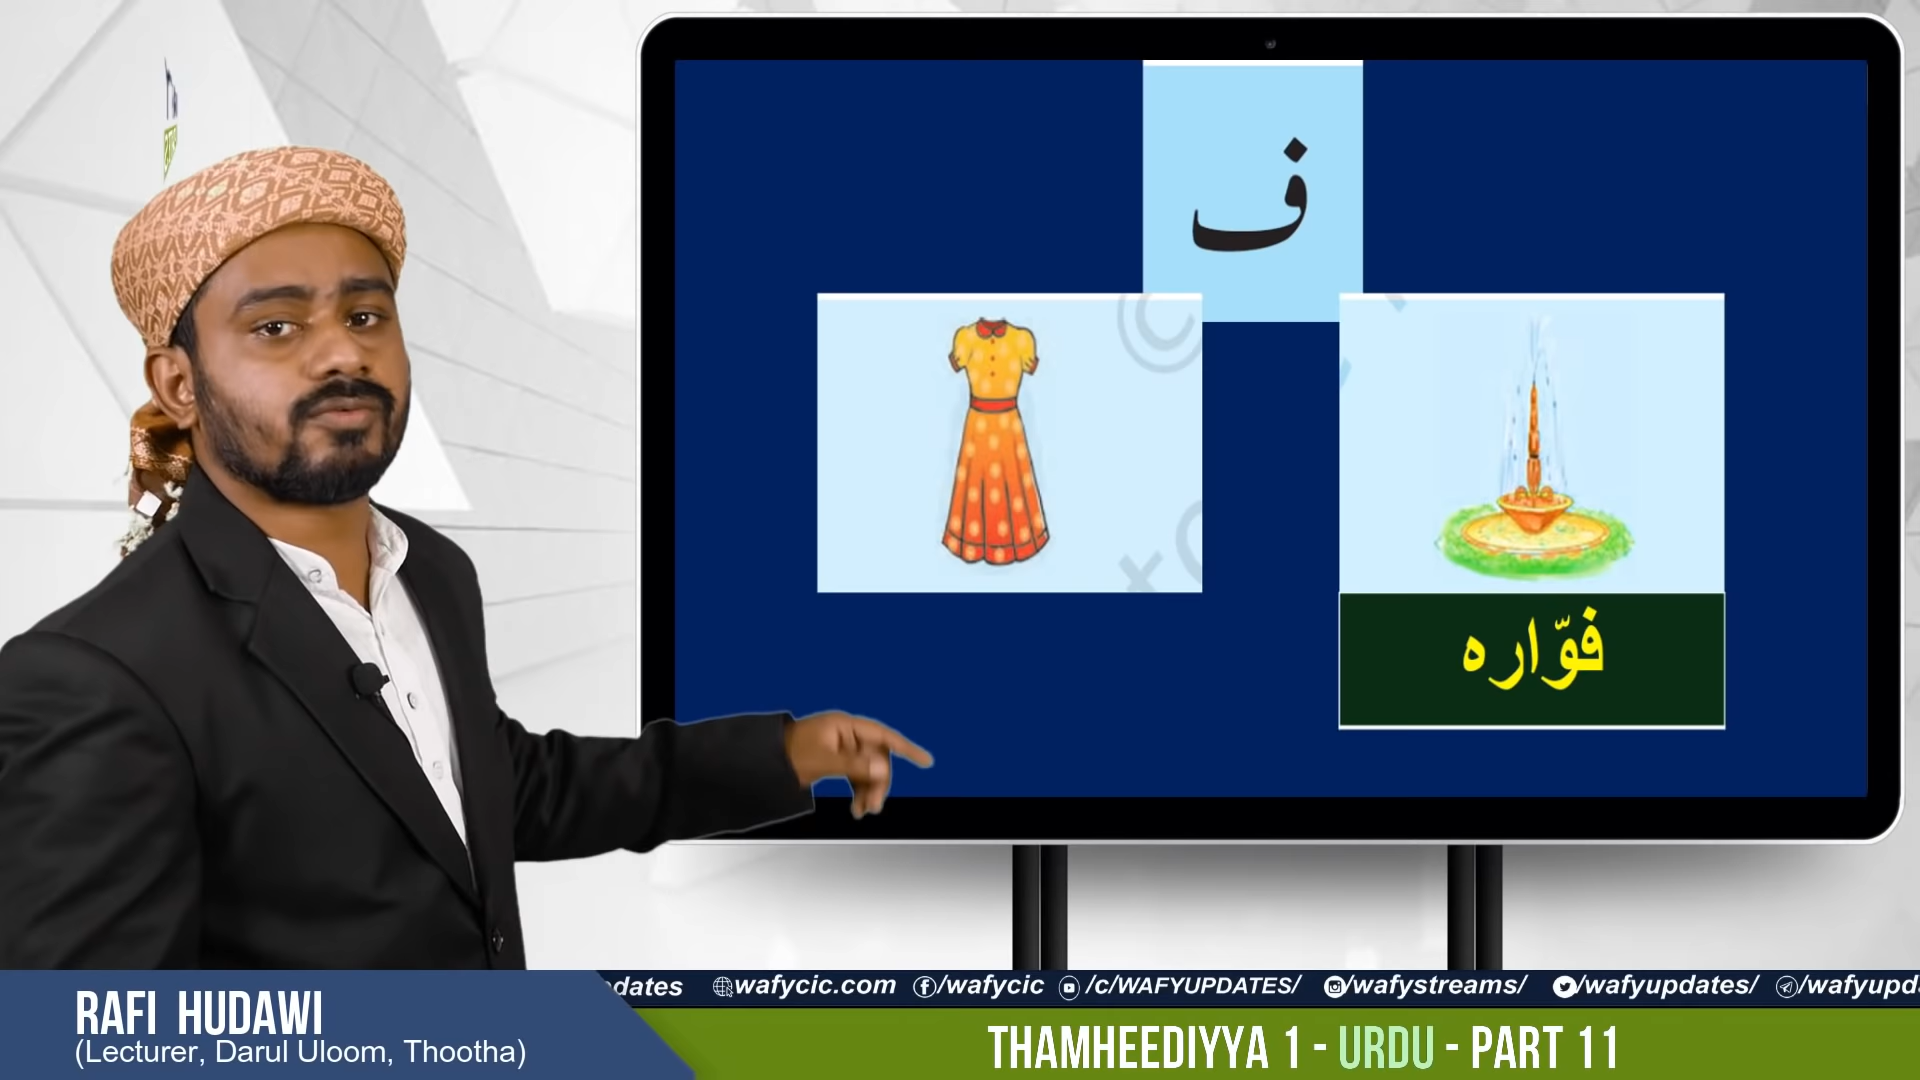 ف
فوّاره
RAFI HUDAWI
(Lecturer, Darul Uloom, Thootha)
dates wafycic.com /wafycic /c/WAFYUPDATES/ /wafystreams/ /wafyupdates/ /wafyupd
THAMHEEDIYYA 1 - URDU - PART 11